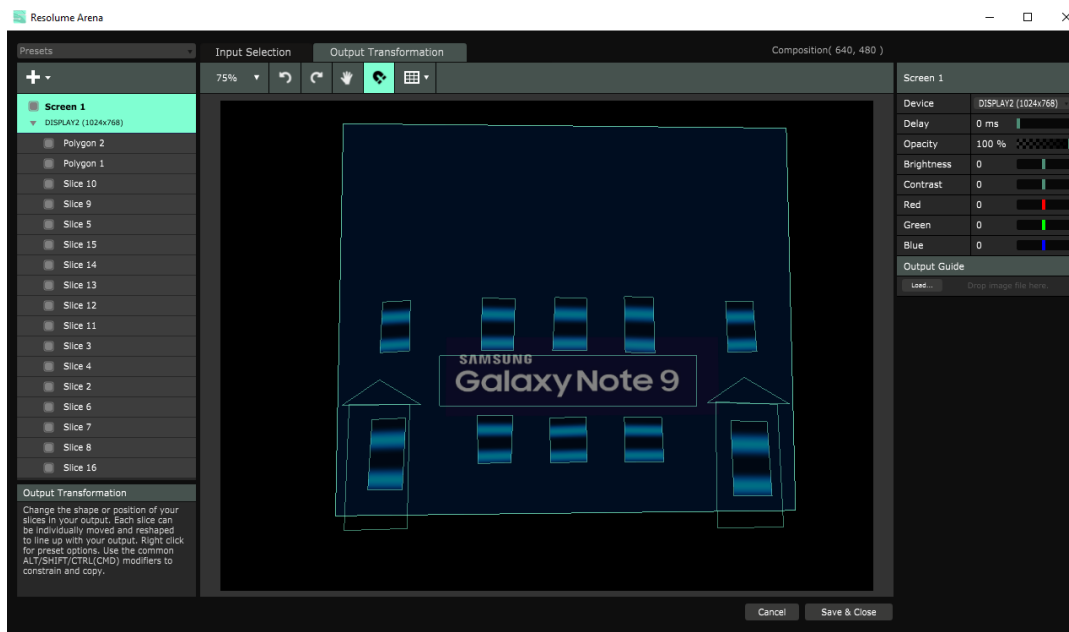 Resolume Arena
Presets
Input Selection
Output Transformation
Composition( 640, 480 )
75%
Screen 1
DISPLAY2 (1024x768)
Polygon 2
Polygon 1
Slice 10
Slice 9
Slice 5
Slice 15
Slice 14
Slice 13
Slice 12
Slice 11
Slice 3
Slice 4
Slice 2
Slice 6
Slice 7
Slice 8
Slice 16
Output Transformation
Change the shape or position of your
slices in your output. Each slice can
be individually moved and reshaped
to line up with your output. Right click
for preset options. Use the common
ALT/SHIFT/CTRL(CMD) modifiers to
constrain and copy.
SAMSUNG
Galaxy Note 9
Screen 1
Device DISPLAY2 (1024x768)
Delay 0 ms
Opacity 100 %
Brightness 0
Contrast 0
Red 0
Green 0
Blue 0
Output Guide
Load... Drop image file here.
Cancel
Save & Close